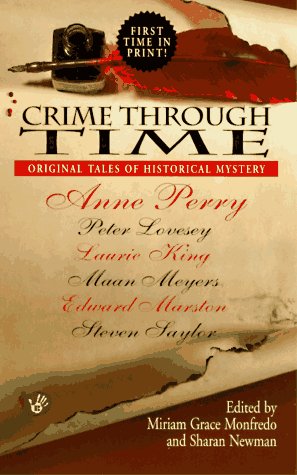 FIRST
TIME IN
PRINT!
CRIME THROUGH
TIME
ORIGINAL TALES OF HISTORICAL MYSTERY
Anne Perry
Peter Lovesey
Laurie King
Maan Meyers
Edward Marston
Steven Saylor
Edited by
Miriam Grace Monfredo
and Sharan Newman